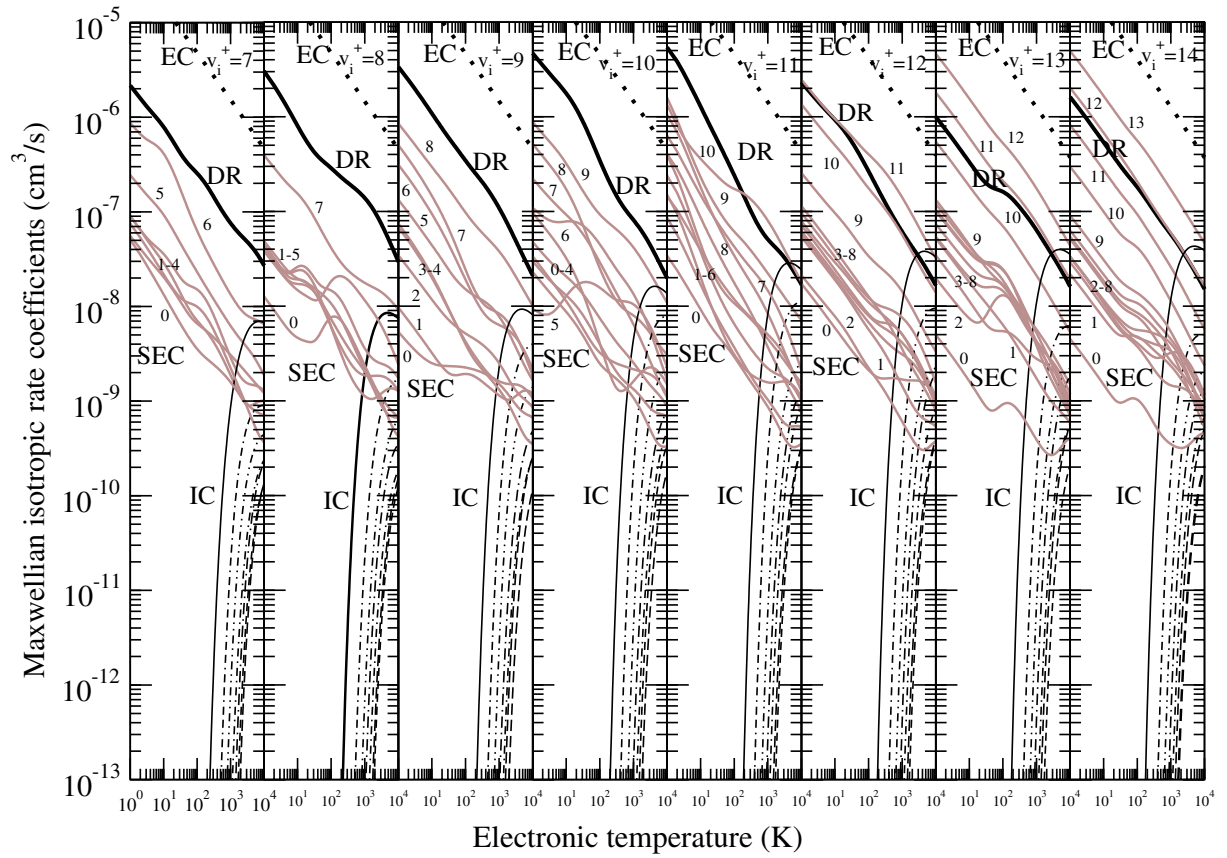 Maxwellian isotropic rate coefficients (cm³/s)
10⁻⁵
10⁻⁶
10⁻⁷
10⁻⁸
10⁻⁹
10⁻¹⁰
10⁻¹¹
10⁻¹²
10⁻¹³
EC
vᵢ⁺=7
DR
5
6
1-4
0
SEC
IC
EC
vᵢ⁺=8
DR
7
1-5
0
SEC
IC
EC
vᵢ⁺=9
8
DR
6
5
7
3-4
2
1
0
SEC
IC
EC
vᵢ⁺=10
8
9
7
DR
6
0-4
5
SEC
IC
EC
vᵢ⁺=11
10
DR
9
8
1-6
7
0
SEC
IC
EC
vᵢ⁺=12
DR
10
11
9
3-8
0
2
1
SEC
IC
EC
vᵢ⁺=13
11
12
DR
10
9
3-8
2
1
0
SEC
IC
EC
vᵢ⁺=14
12
13
DR
11
10
9
2-8
1
0
SEC
IC
10⁰ 10¹ 10² 10³ 10⁴ 10¹ 10² 10³ 10⁴ 10¹ 10² 10³ 10⁴ 10¹ 10² 10³ 10⁴ 10¹ 10² 10³ 10⁴ 10¹ 10² 10³ 10⁴ 10¹ 10² 10³ 10⁴ 10¹ 10² 10³ 10⁴
Electronic temperature (K)